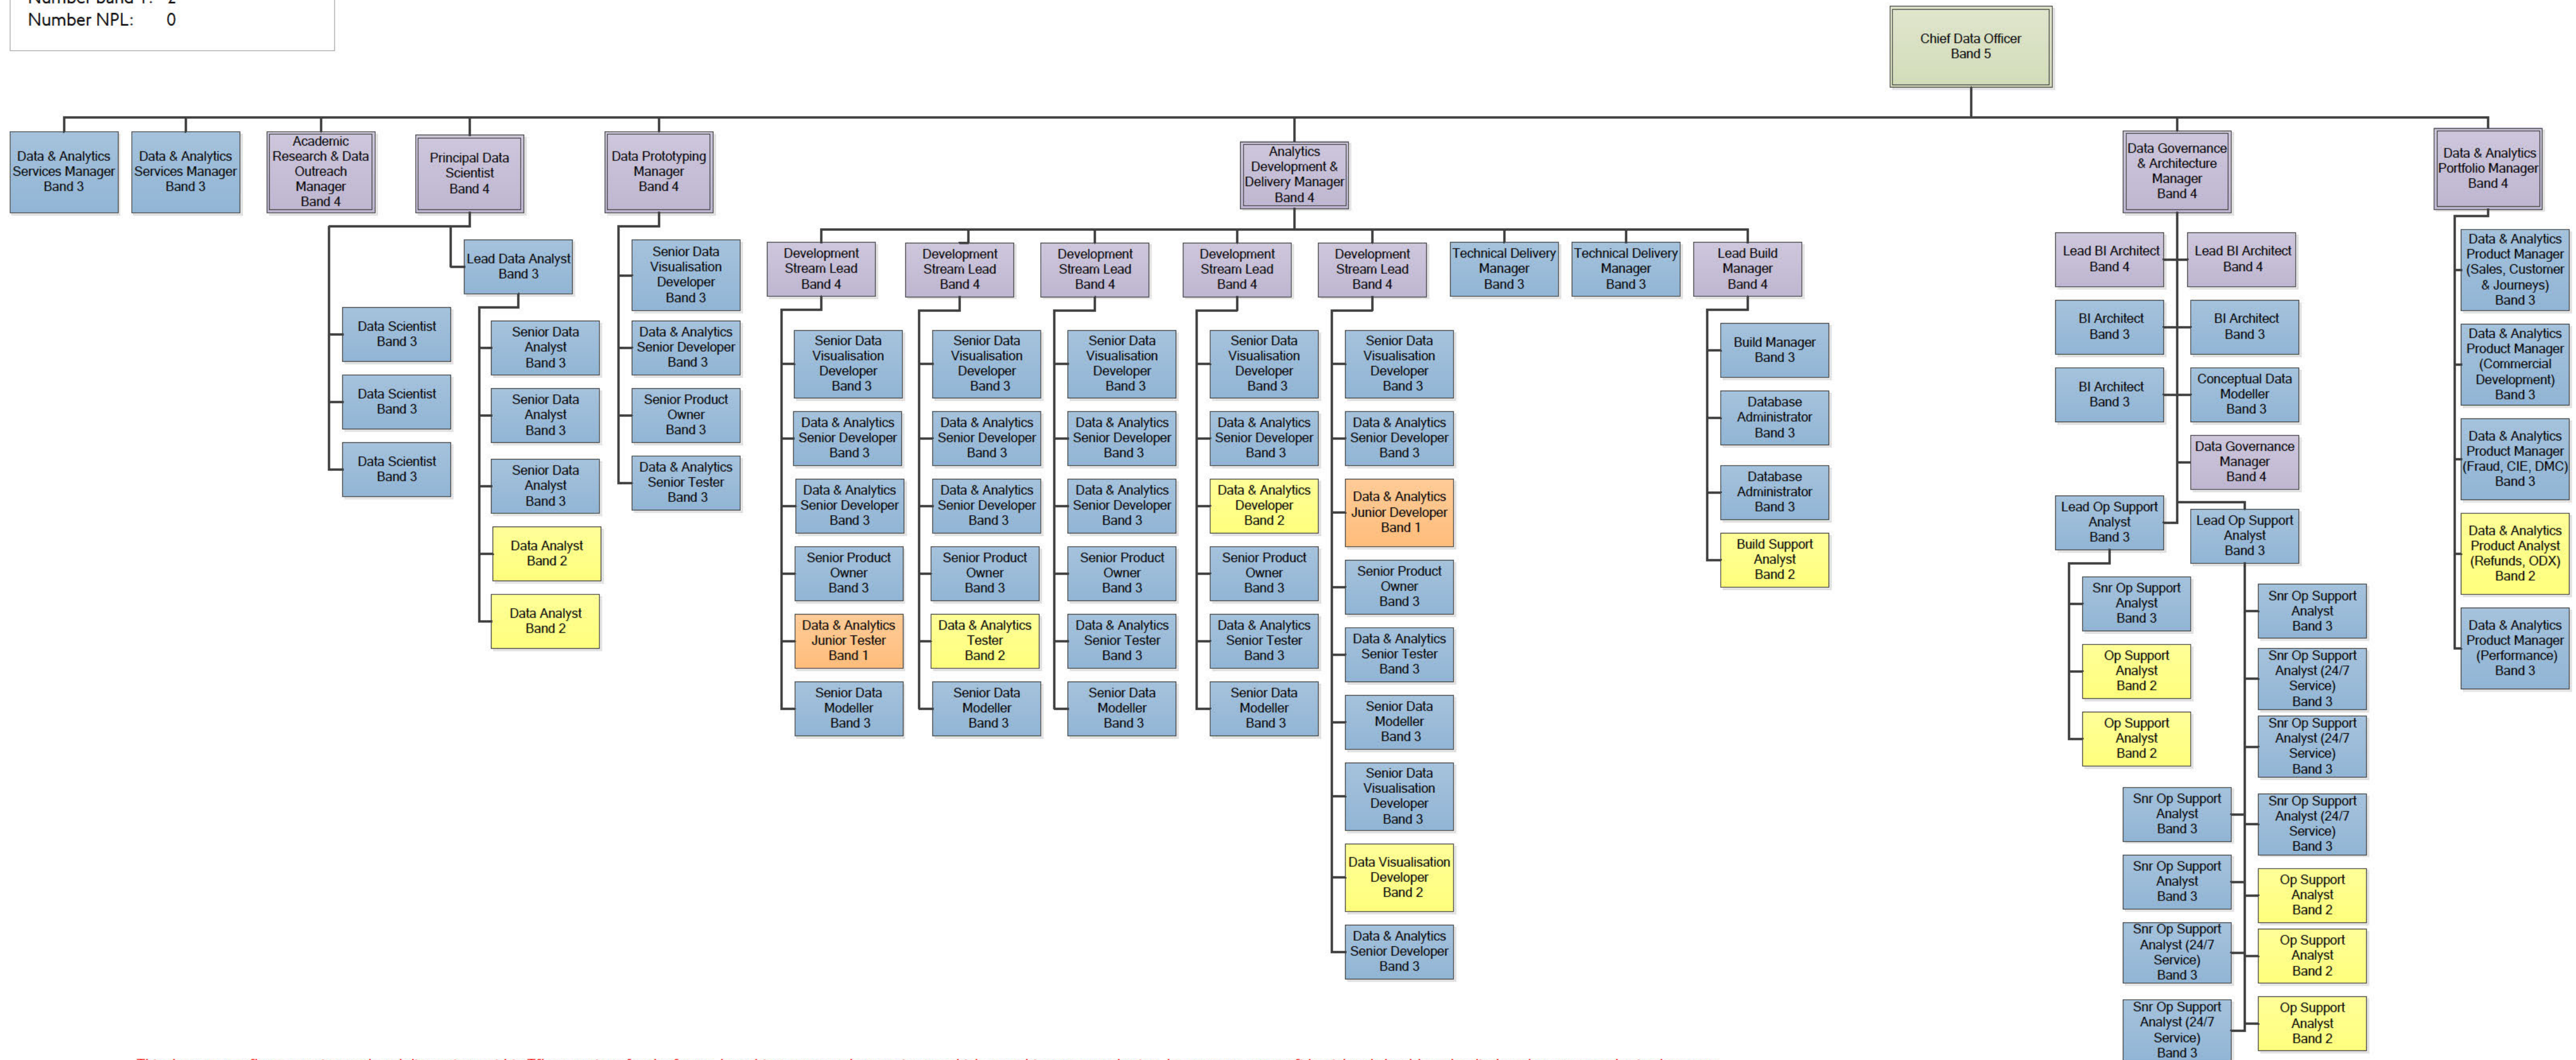 Number NPL: 0
Chief Data Officer
Band 5
Data & Analytics
Services Manager
Band 3
Data & Analytics
Services Manager
Band 3
Academic
Research & Data
Outreach
Manager
Band 4
Principal Data
Scientist
Band 4
Data Prototyping
Manager
Band 4
Analytics
Development &
Delivery Manager
Band 4
Data Governance
& Architecture
Manager
Band 4
Data & Analytics
Portfolio Manager
Band 4
Lead Data Analyst
Band 3
Data Scientist
Band 3
Data Scientist
Band 3
Data Scientist
Band 3
Senior Data
Analyst
Band 3
Senior Data
Analyst
Band 3
Senior Data
Analyst
Band 3
Data Analyst
Band 2
Data Analyst
Band 2
Senior Data
Visualisation
Developer
Band 3
Data & Analytics
Senior Developer
Band 3
Senior Product
Owner
Band 3
Data & Analytics
Senior Tester
Band 3
Development
Stream Lead
Band 4
Senior Data
Visualisation
Developer
Band 3
Data & Analytics
Senior Developer
Band 3
Data & Analytics
Senior Developer
Band 3
Senior Product
Owner
Band 3
Data & Analytics
Junior Tester
Band 1
Senior Data
Modeller
Band 3
Development
Stream Lead
Band 4
Senior Data
Visualisation
Developer
Band 3
Data & Analytics
Senior Developer
Band 3
Data & Analytics
Senior Developer
Band 3
Senior Product
Owner
Band 3
Data & Analytics
Tester
Band 2
Senior Data
Modeller
Band 3
Development
Stream Lead
Band 4
Senior Data
Visualisation
Developer
Band 3
Data & Analytics
Senior Developer
Band 3
Data & Analytics
Senior Developer
Band 3
Senior Product
Owner
Band 3
Data & Analytics
Senior Tester
Band 3
Senior Data
Modeller
Band 3
Development
Stream Lead
Band 4
Senior Data
Visualisation
Developer
Band 3
Data & Analytics
Senior Developer
Band 3
Data & Analytics
Developer
Band 2
Senior Product
Owner
Band 3
Data & Analytics
Senior Tester
Band 3
Senior Data
Modeller
Band 3
Development
Stream Lead
Band 4
Senior Data
Visualisation
Developer
Band 3
Data & Analytics
Senior Developer
Band 3
Data & Analytics
Junior Developer
Band 1
Senior Product
Owner
Band 3
Data & Analytics
Senior Tester
Band 3
Senior Data
Modeller
Band 3
Senior Data
Visualisation
Developer
Band 3
Data Visualisation
Developer
Band 2
Data & Analytics
Senior Developer
Band 3
Technical Delivery
Manager
Band 3
Technical Delivery
Manager
Band 3
Lead Build
Manager
Band 4
Build Manager
Band 3
Database
Administrator
Band 3
Database
Administrator
Band 3
Build Support
Analyst
Band 2
Lead BI Architect
Band 4
Lead BI Architect
Band 4
BI Architect
Band 3
BI Architect
Band 3
BI Architect
Band 3
Conceptual Data
Modeller
Band 3
Data Governance
Manager
Band 4
Lead Op Support
Analyst
Band 3
Lead Op Support
Analyst
Band 3
Snr Op Support
Analyst
Band 3
Op Support
Analyst
Band 2
Op Support
Analyst
Band 2
Snr Op Support
Analyst
Band 3
Snr Op Support
Analyst (24/7
Service)
Band 3
Snr Op Support
Analyst (24/7
Service)
Band 3
Snr Op Support
Analyst
Band 3
Snr Op Support
Analyst (24/7
Service)
Band 3
Snr Op Support
Analyst
Band 3
Op Support
Analyst
Band 2
Snr Op Support
Analyst (24/7
Service)
Band 3
Op Support
Analyst
Band 2
Snr Op Support
Analyst (24/7
Service)
Band 3
Op Support
Analyst
Band 2
Data & Analytics
Product Manager
(Sales, Customer
& Journeys)
Band 3
Data & Analytics
Product Manager
(Commercial
Development)
Band 3
Data & Analytics
Product Manager
(Fraud, CIE, DMC)
Band 3
Data & Analytics
Product Analyst
(Refunds, ODX)
Band 2
Data & Analytics
Product Manager
(Performance)
Band 3